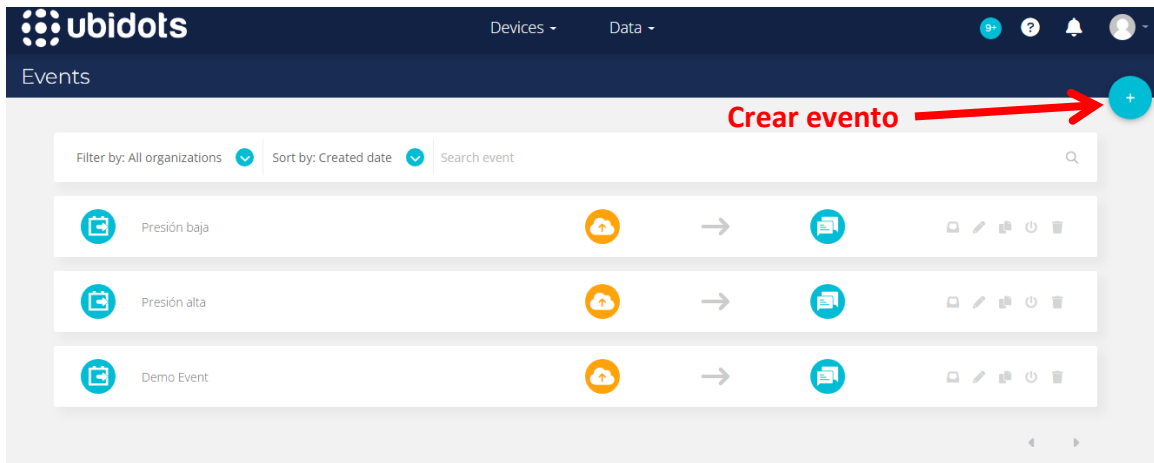 ubidots Devices Data 9+ ?
Events
+
Crear evento
Filter by: All organizations Sort by: Created date Search event
Presión baja
Presión alta
Demo Event